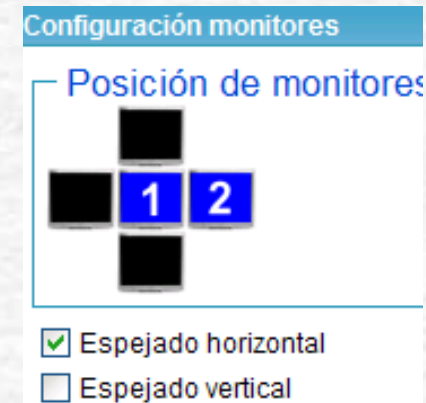 Configuración monitores
Posición de monitores
1 2
Espejado horizontal
Espejado vertical